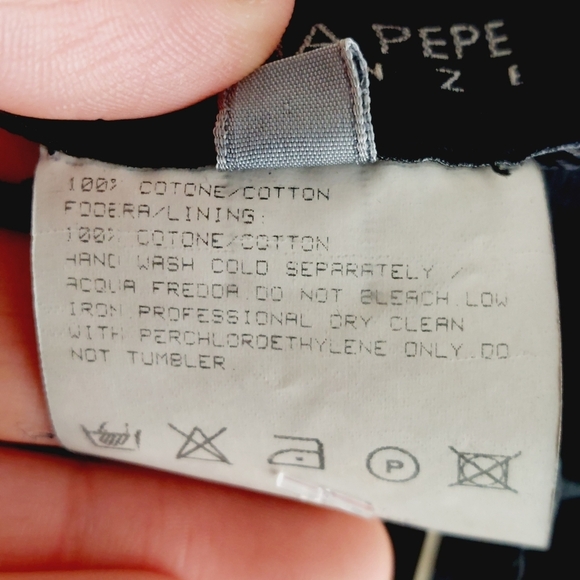 A PEPE
N Z E
100% COTONE/COTTON
FODERA/LINING:
100% COTONE/COTTON
HAND WASH COLD SEPARATELY /
ACQUA FREDDA.DO NOT BLEACH.LOW
IRON.PROFESSIONAL DRY CLEAN
WITH PERCHLOROETHYLENE ONLY.DO
NOT TUMBLER
P